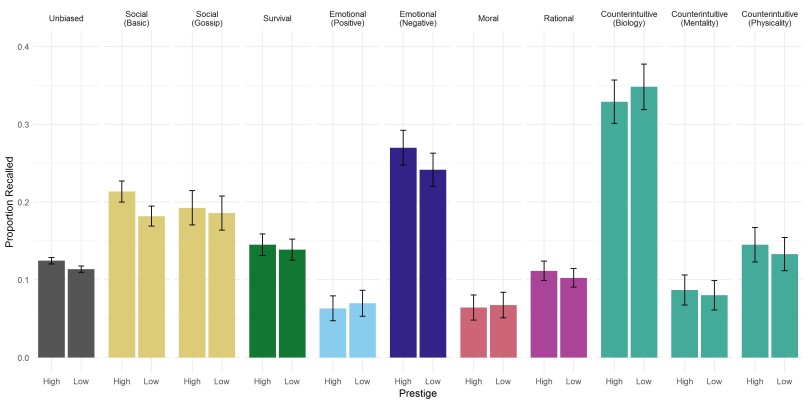 Unbiased
Social
(Basic)
Social
(Gossip)
Survival
Emotional
(Positive)
Emotional
(Negative)
Moral
Rational
Counterintuitive
(Biology)
Counterintuitive
(Mentality)
Counterintuitive
(Physicality)
0.4
0.3
0.2
0.1
0.0
Proportion Recalled
High Low High Low High Low High Low High Low High Low High Low High Low High Low High Low High Low
Prestige